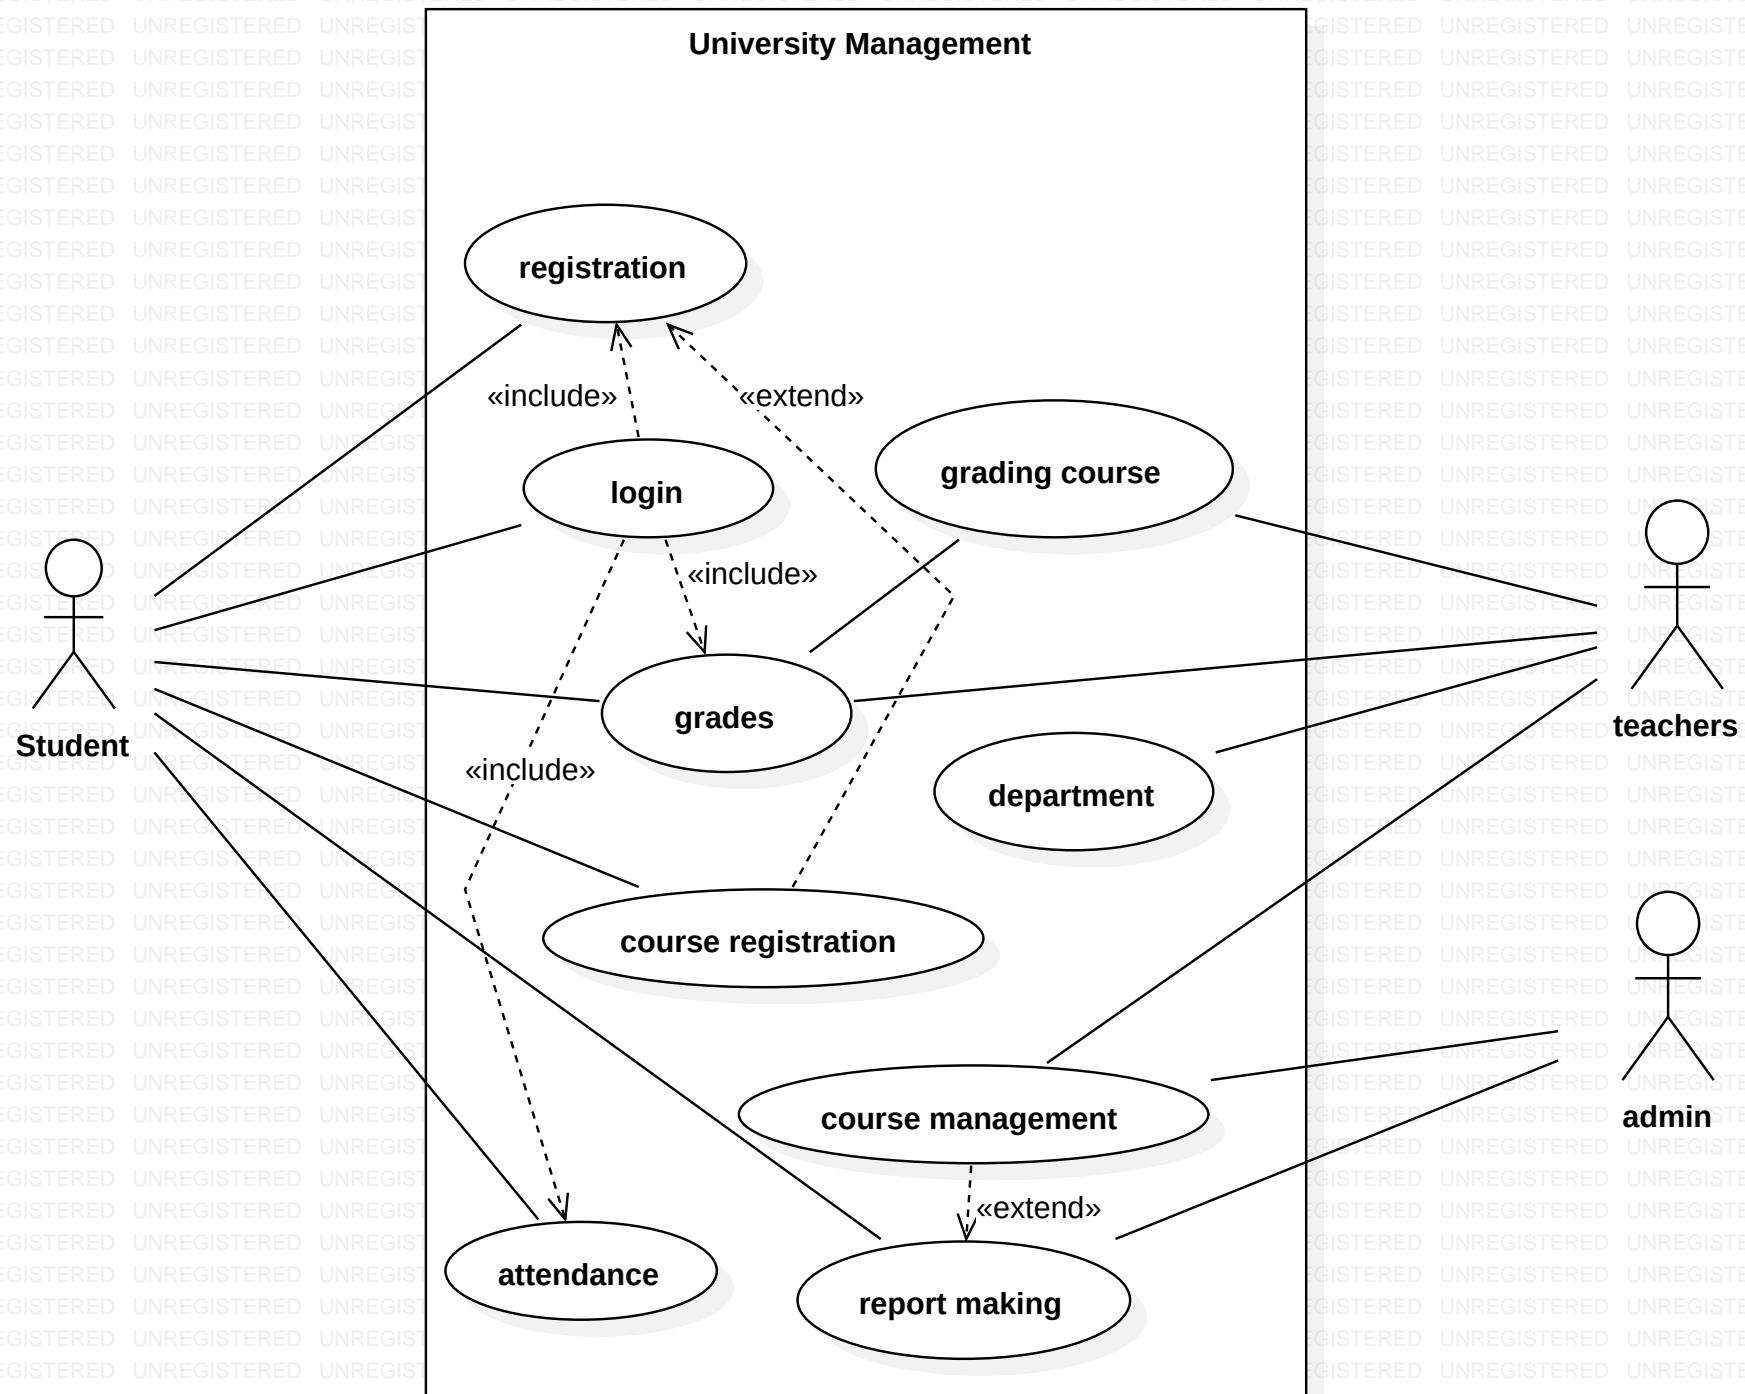 University Management
registration
«include»
«extend»
grading course
login
«include»
grades
Student
teachers
«include»
department
course registration
course management
admin
«extend»
attendance
report making
UNREGISTERED